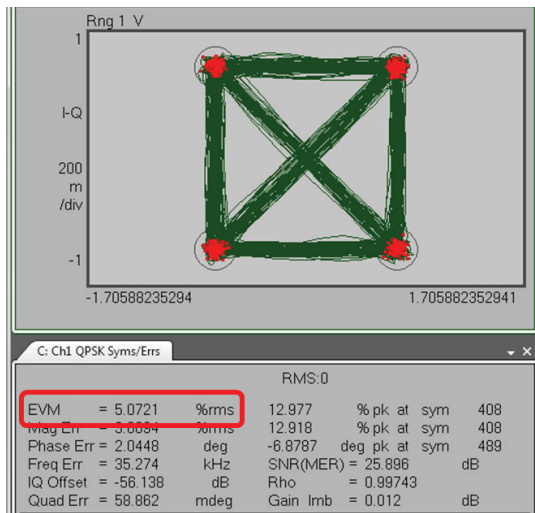 Rng 1 V
1
I-Q
200
m
/div
-1
-1.70588235294 1.705882352941
C: Ch1 QPSK Syms/Errs
RMS:0
EVM = 5.0721 %rms 12.977 % pk at sym 408
Mag Err = %rms 12.918 % pk at sym 408
Phase Err = 2.0448 deg -6.8787 deg pk at sym 489
Freq Err = 35.274 kHz SNR(MER) = 25.896 dB
IQ Offset = -56.138 dB Rho = 0.99743
Quad Err = 58.862 mdeg Gain Imb = 0.012 dB